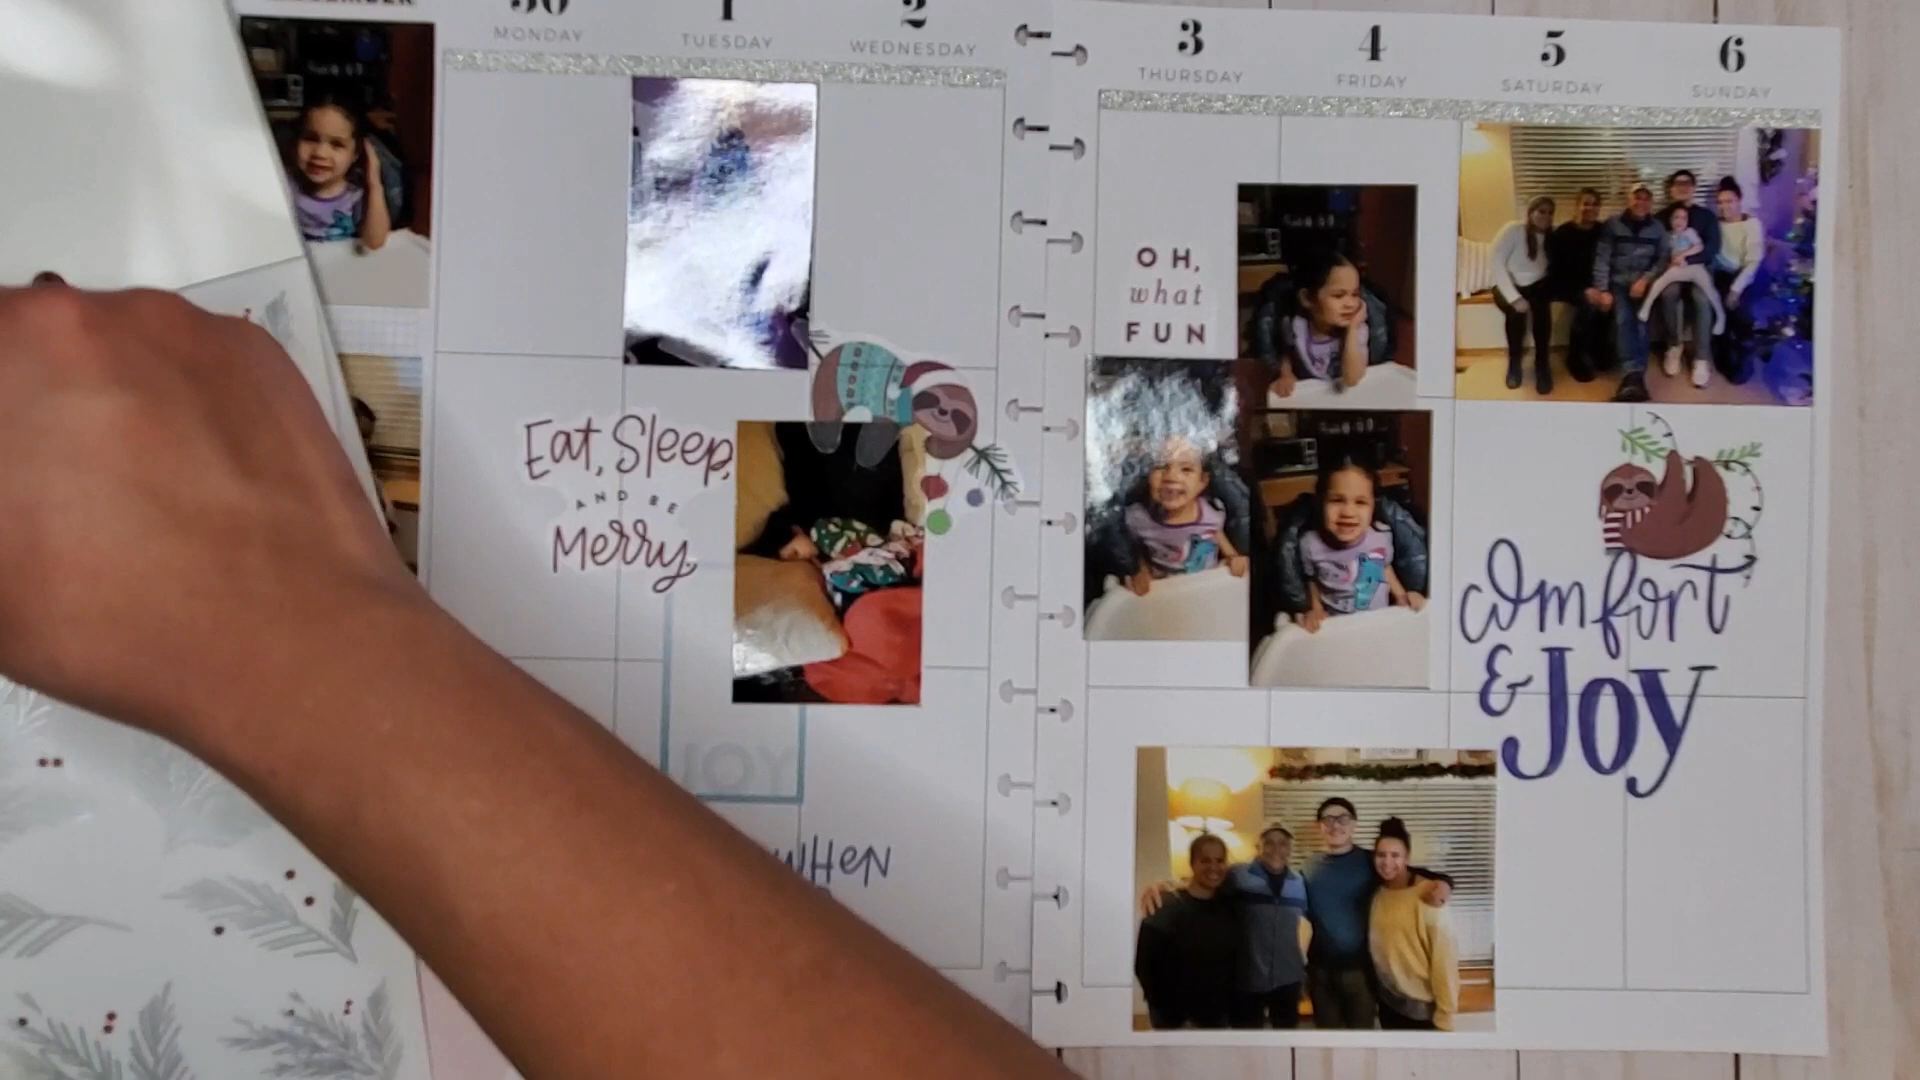 30
MONDAY
1
TUESDAY
2
WEDNESDAY
3
THURSDAY
4
FRIDAY
5
SATURDAY
6
SUNDAY
Eat, Sleep,
AND BE
Merry
JOY
WHEN
OH,
what
FUN
comfort
& Joy